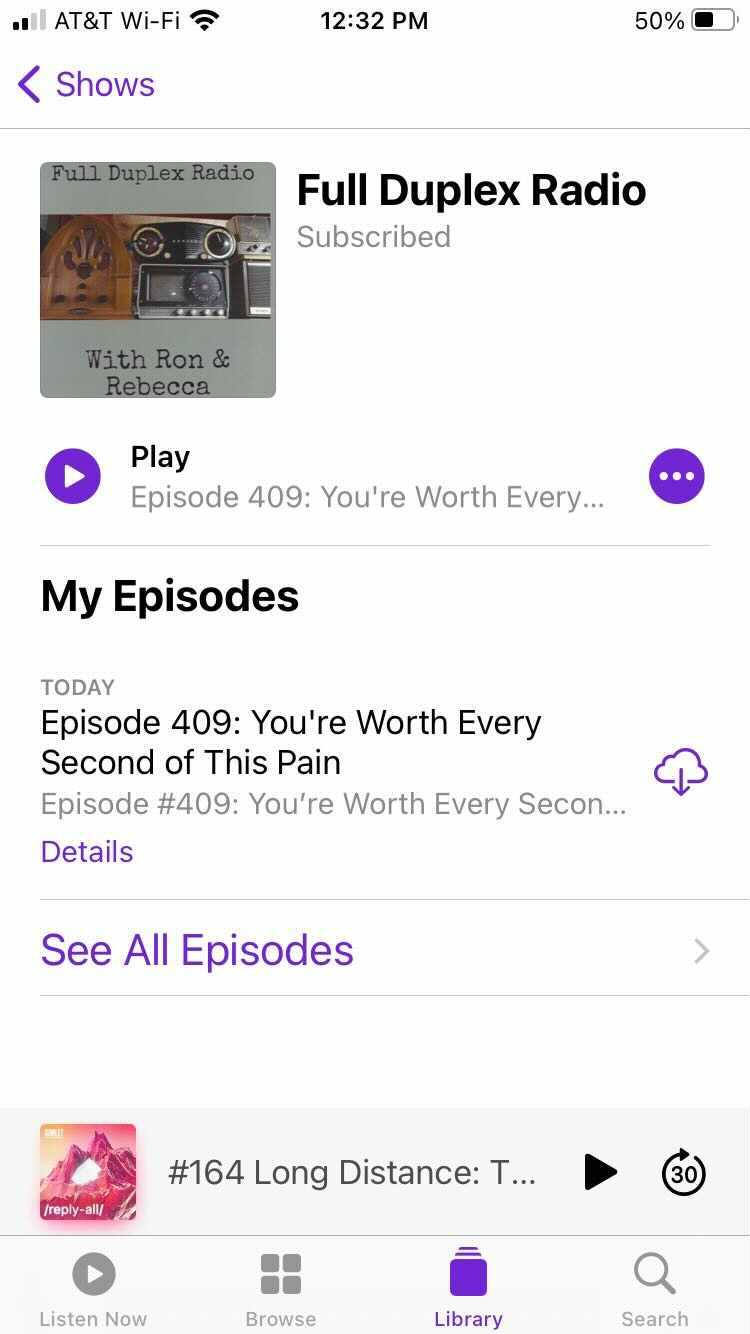 AT&T Wi-Fi 12:32 PM 50%
Shows
Full Duplex Radio
With Ron &
Rebecca
Full Duplex Radio
Subscribed
Play
Episode 409: You're Worth Every...
My Episodes
TODAY
Episode 409: You're Worth Every
Second of This Pain
Episode #409: You’re Worth Every Secon...
Details
See All Episodes
GIMLET
/reply-all/
#164 Long Distance: T...
30
Listen Now Browse Library Search